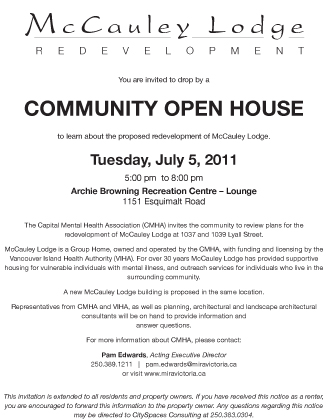 McCauley Lodge
REDEVELOPMENT
You are invited to drop by a
COMMUNITY OPEN HOUSE
to learn about the proposed redevelopment of McCauley Lodge.
Tuesday, July 5, 2011
5:00 pm to 8:00 pm
Archie Browning Recreation Centre – Lounge
1151 Esquimalt Road
The Capital Mental Health Association (CMHA) invites the community to review plans for the
redevelopment of McCauley Lodge at 1037 and 1039 Lyall Street.
McCauley Lodge is a Group Home, owned and operated by the CMHA, with funding and licensing by the
Vancouver Island Health Authority (VIHA). For over 30 years McCauley Lodge has provided supportive
housing for vulnerable individuals with mental illness, and outreach services for individuals who live in the
surrounding community.
A new McCauley Lodge building is proposed in the same location.
Representatives from CMHA and VIHA, as well as planning, architectural and landscape architectural
consultants will be on hand to provide information and
answer questions.
For more information about CMHA, please contact:
Pam Edwards, Acting Executive Director
250.389.1211 | pam.edwards@miravictoria.ca
or visit www.miravictoria.ca
This invitation is extended to all residents and property owners. If you have received this notice as a renter,
you are encouraged to forward this information to the property owner. Any questions regarding this notice
may be directed to CitySpaces Consulting at 250.383.0304.